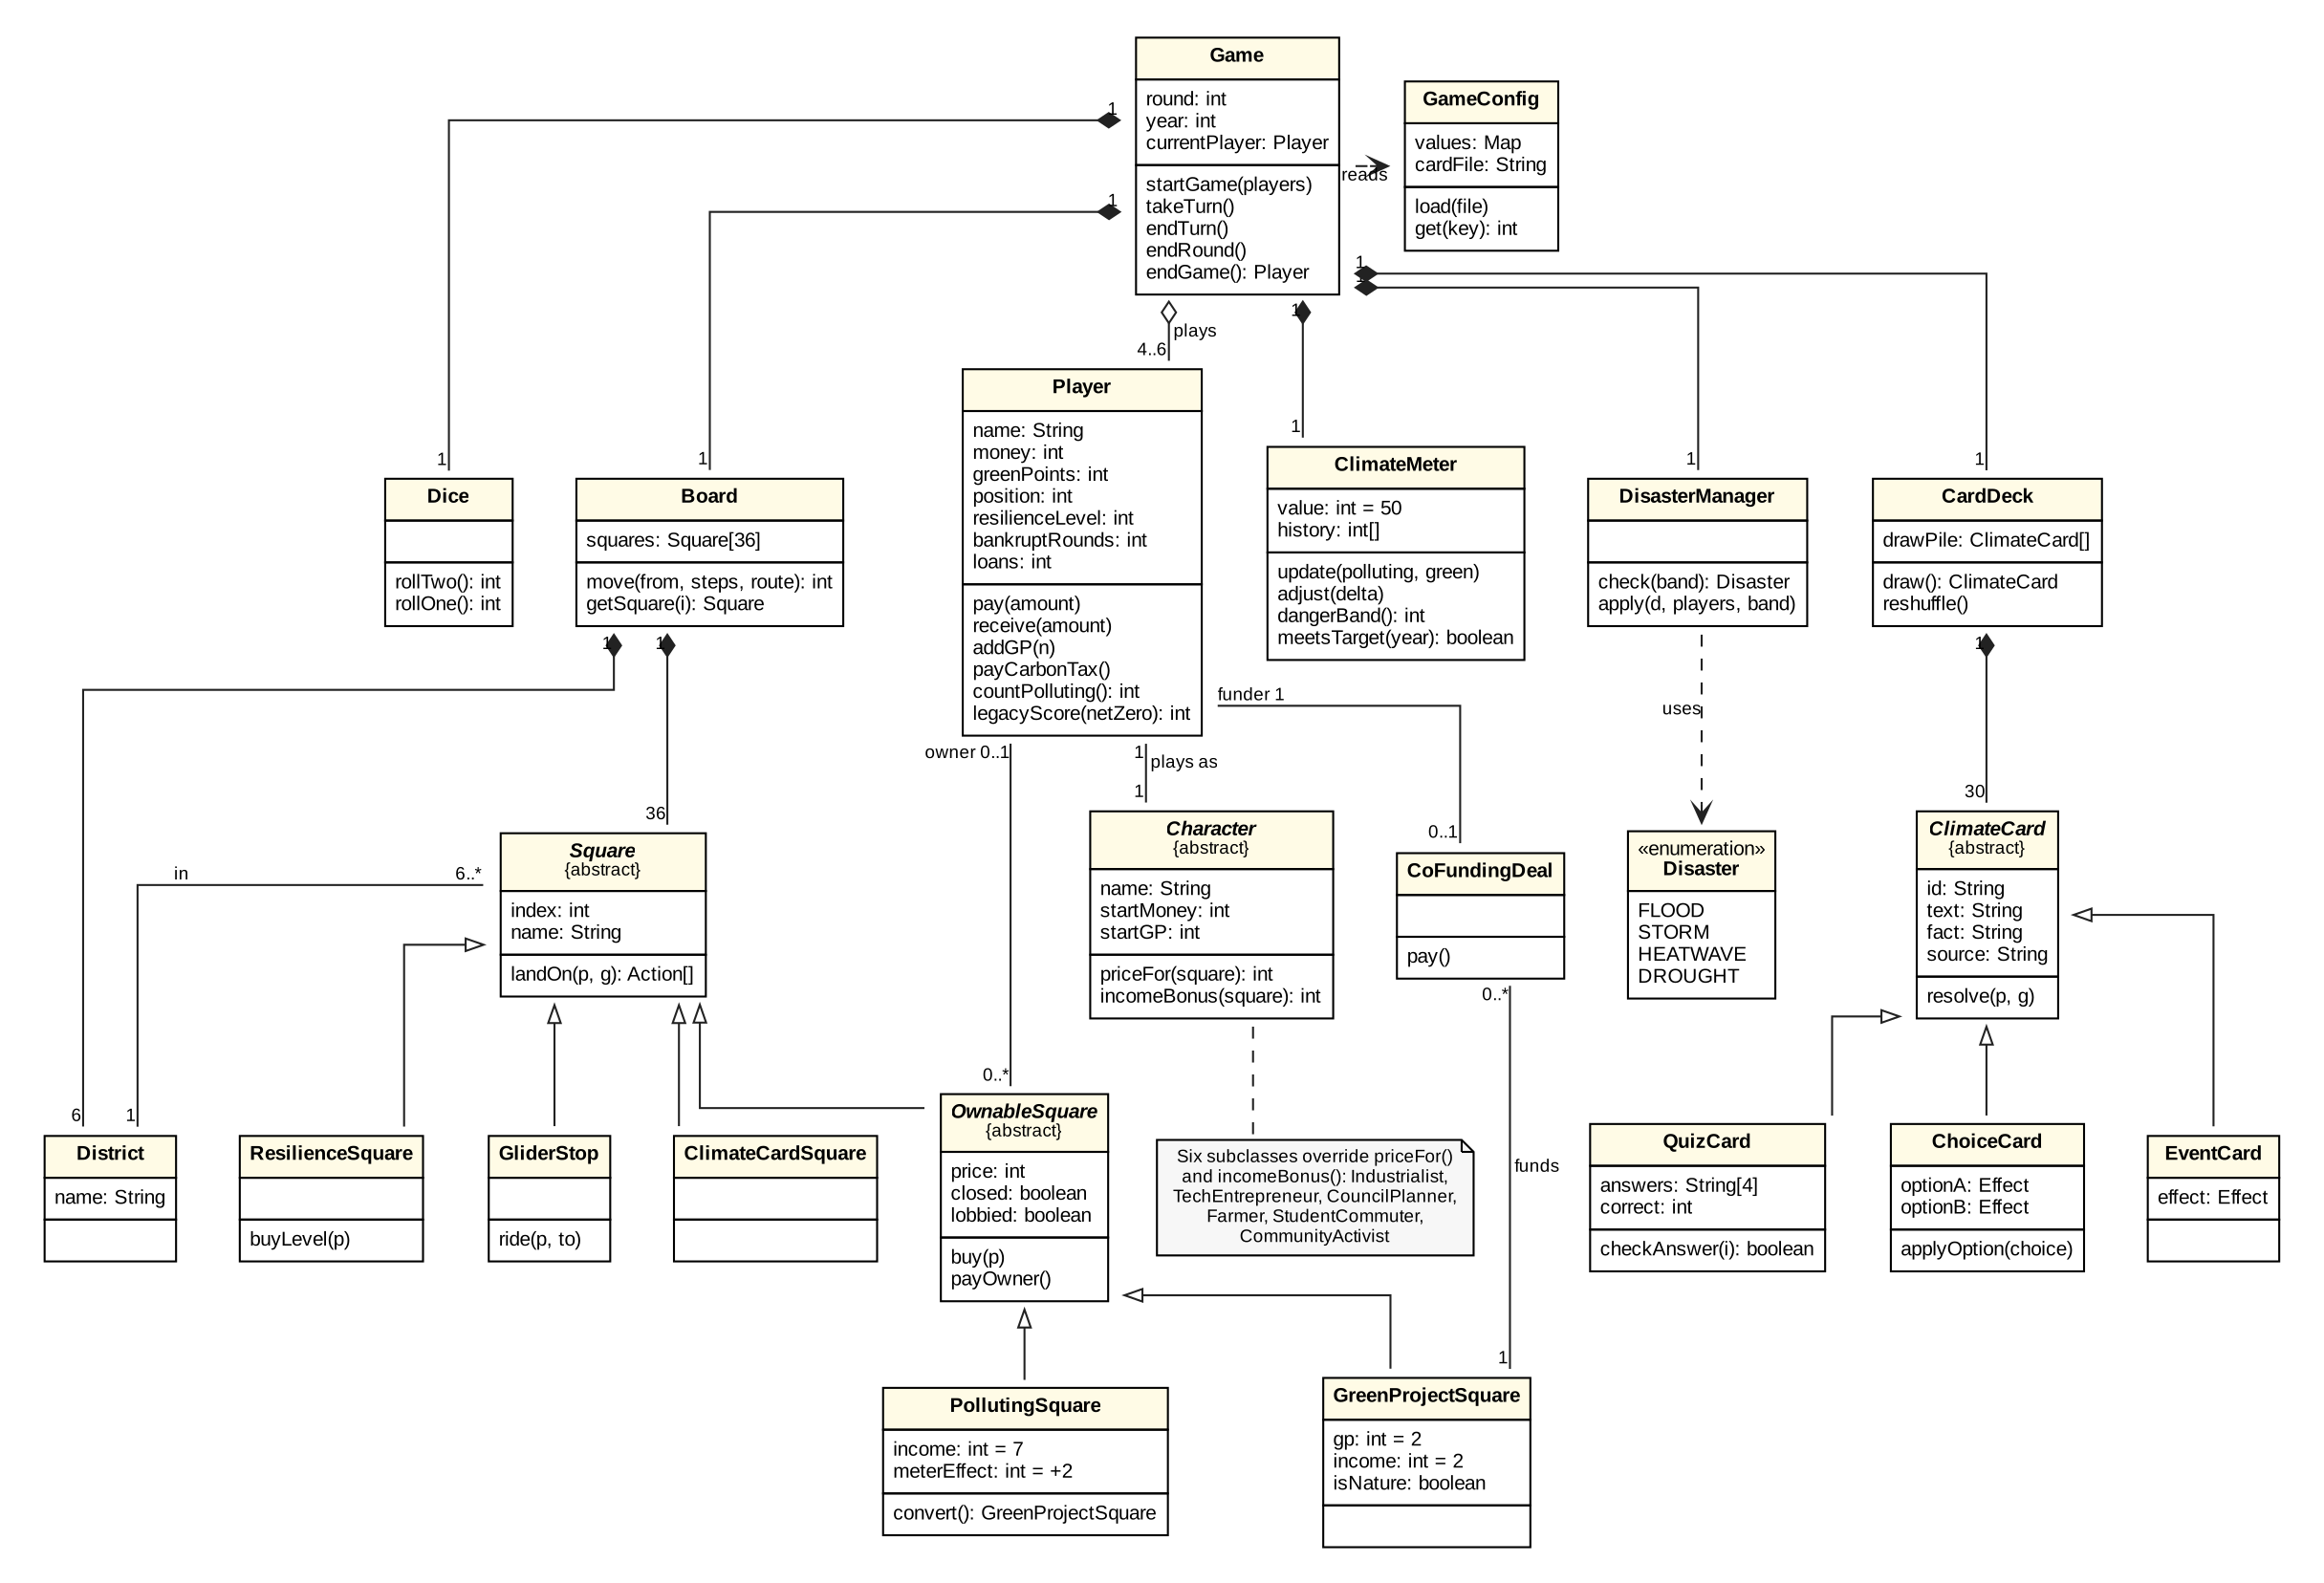 Game
round: int
year: int
currentPlayer: Player
startGame(players)
takeTurn()
endTurn()
endRound()
endGame(): Player
GameConfig
values: Map
cardFile: String
load(file)
get(key): int
reads
1
1
1
1
1
plays
4..6
1
1
1
1
1
Dice
rollTwo(): int
rollOne(): int
Board
squares: Square[36]
move(from, steps, route): int
getSquare(i): Square
Player
name: String
money: int
greenPoints: int
position: int
resilienceLevel: int
bankruptRounds: int
loans: int
pay(amount)
receive(amount)
addGP(n)
payCarbonTax()
countPolluting(): int
legacyScore(netZero): int
ClimateMeter
value: int = 50
history: int[]
update(polluting, green)
adjust(delta)
dangerBand(): int
meetsTarget(year): boolean
DisasterManager
check(band): Disaster
apply(d, players, band)
CardDeck
drawPile: ClimateCard[]
draw(): ClimateCard
reshuffle()
1
1
1
funder 1
uses
owner 0..1
1
plays as
36
1
0..1
30
in
6..*
Square
{abstract}
index: int
name: String
landOn(p, g): Action[]
Character
{abstract}
name: String
startMoney: int
startGP: int
priceFor(square): int
incomeBonus(square): int
CoFundingDeal
pay()
«enumeration»
Disaster
FLOOD
STORM
HEATWAVE
DROUGHT
ClimateCard
{abstract}
id: String
text: String
fact: String
source: String
resolve(p, g)
0..*
0..*
6
1
District
name: String
ResilienceSquare
buyLevel(p)
GliderStop
ride(p, to)
ClimateCardSquare
OwnableSquare
{abstract}
price: int
closed: boolean
lobbied: boolean
buy(p)
payOwner()
Six subclasses override priceFor()
and incomeBonus(): Industrialist,
TechEntrepreneur, CouncilPlanner,
Farmer, StudentCommuter,
CommunityActivist
funds
QuizCard
answers: String[4]
correct: int
checkAnswer(i): boolean
ChoiceCard
optionA: Effect
optionB: Effect
applyOption(choice)
EventCard
effect: Effect
1
PollutingSquare
income: int = 7
meterEffect: int = +2
convert(): GreenProjectSquare
GreenProjectSquare
gp: int = 2
income: int = 2
isNature: boolean